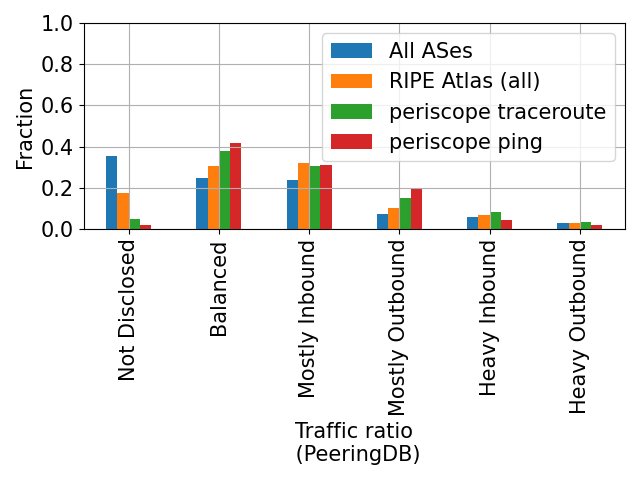 1.0
0.8
0.6
0.4
0.2
0.0
Fraction
All ASes
RIPE Atlas (all)
periscope traceroute
periscope ping
Not Disclosed
Balanced
Mostly Inbound
Mostly Outbound
Heavy Inbound
Heavy Outbound
Traffic ratio
(PeeringDB)